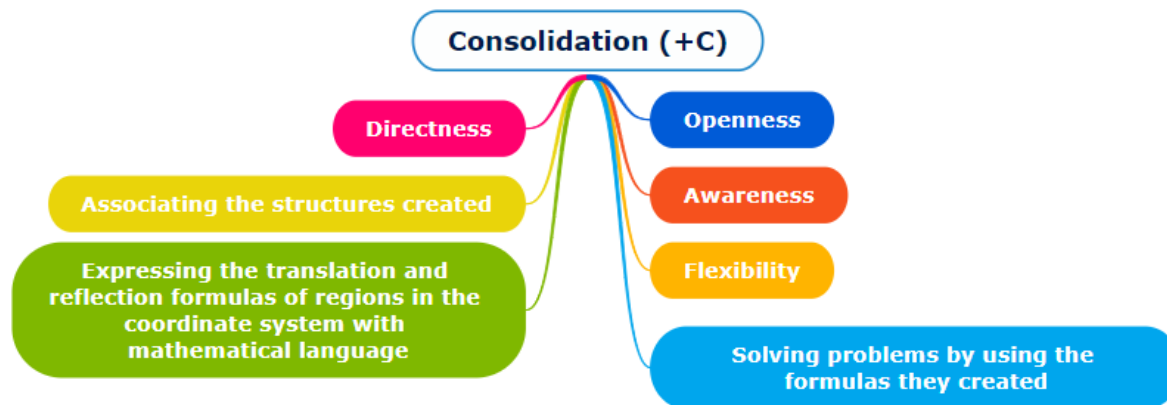 Consolidation (+C)
Directness
Associating the structures created
Expressing the translation and
reflection formulas of regions in the
coordinate system with
mathematical language
Openness
Awareness
Flexibility
Solving problems by using the
formulas they created